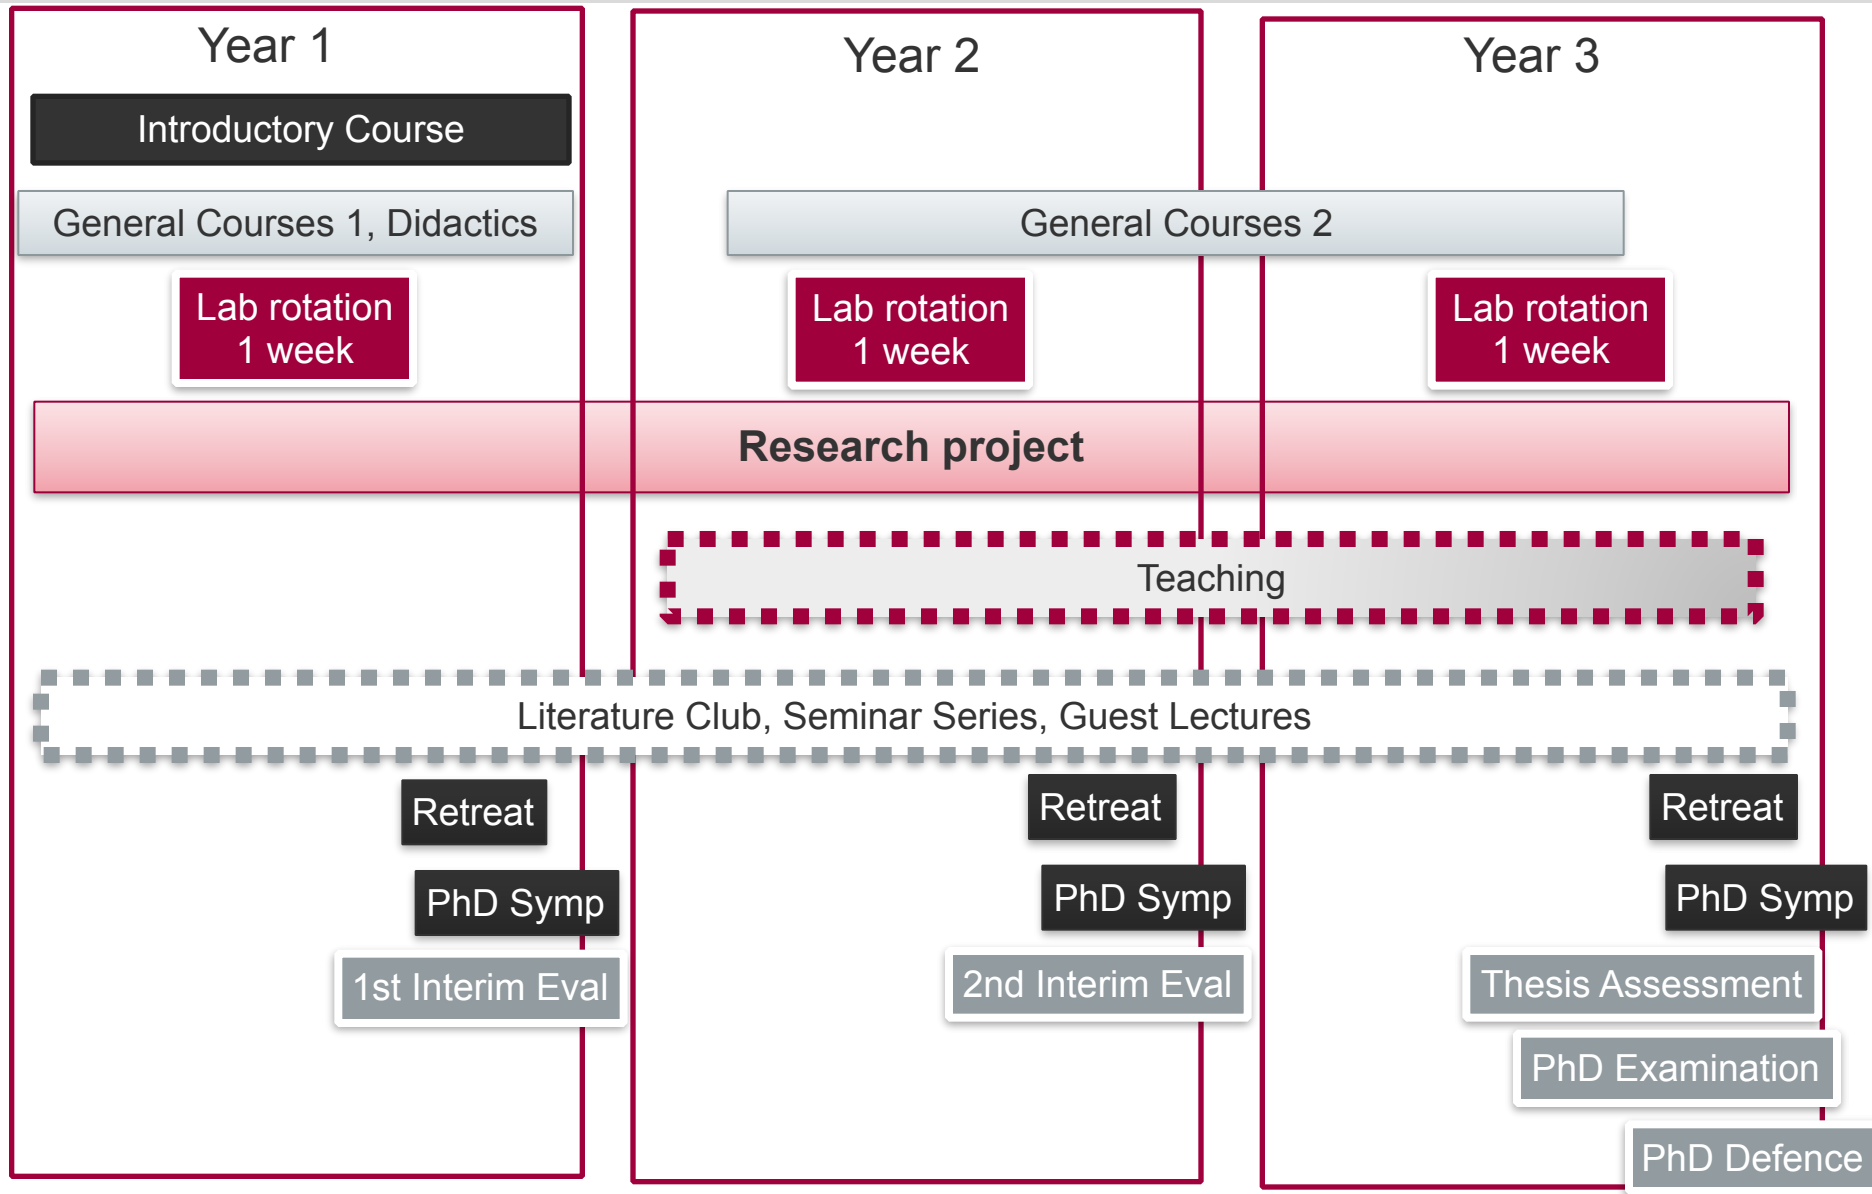 Year 1
Year 2
Year 3
Introductory Course
General Courses 1, Didactics
General Courses 2
Lab rotation
1 week
Lab rotation
1 week
Lab rotation
1 week
Research project
Teaching
Literature Club, Seminar Series, Guest Lectures
Retreat
Retreat
Retreat
PhD Symp
PhD Symp
PhD Symp
1st Interim Eval
2nd Interim Eval
Thesis Assessment
PhD Examination
PhD Defence